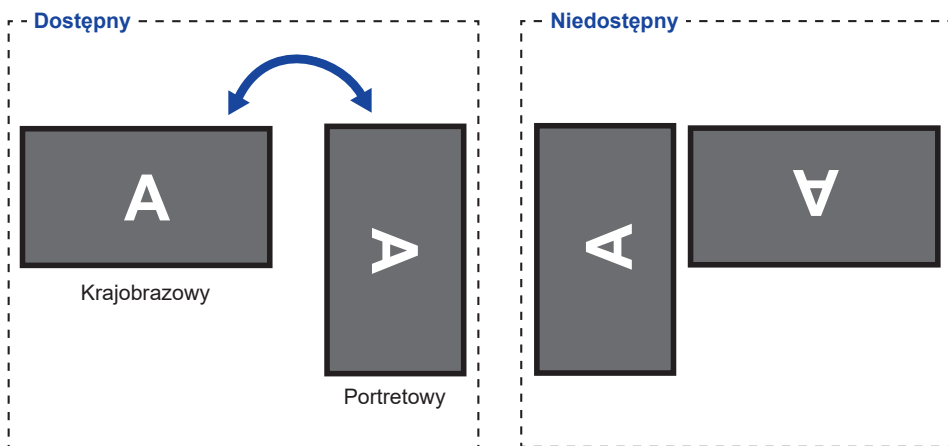 Dostępny
Niedostępny
A
A
A
A
Krajobrazowy
Portretowy